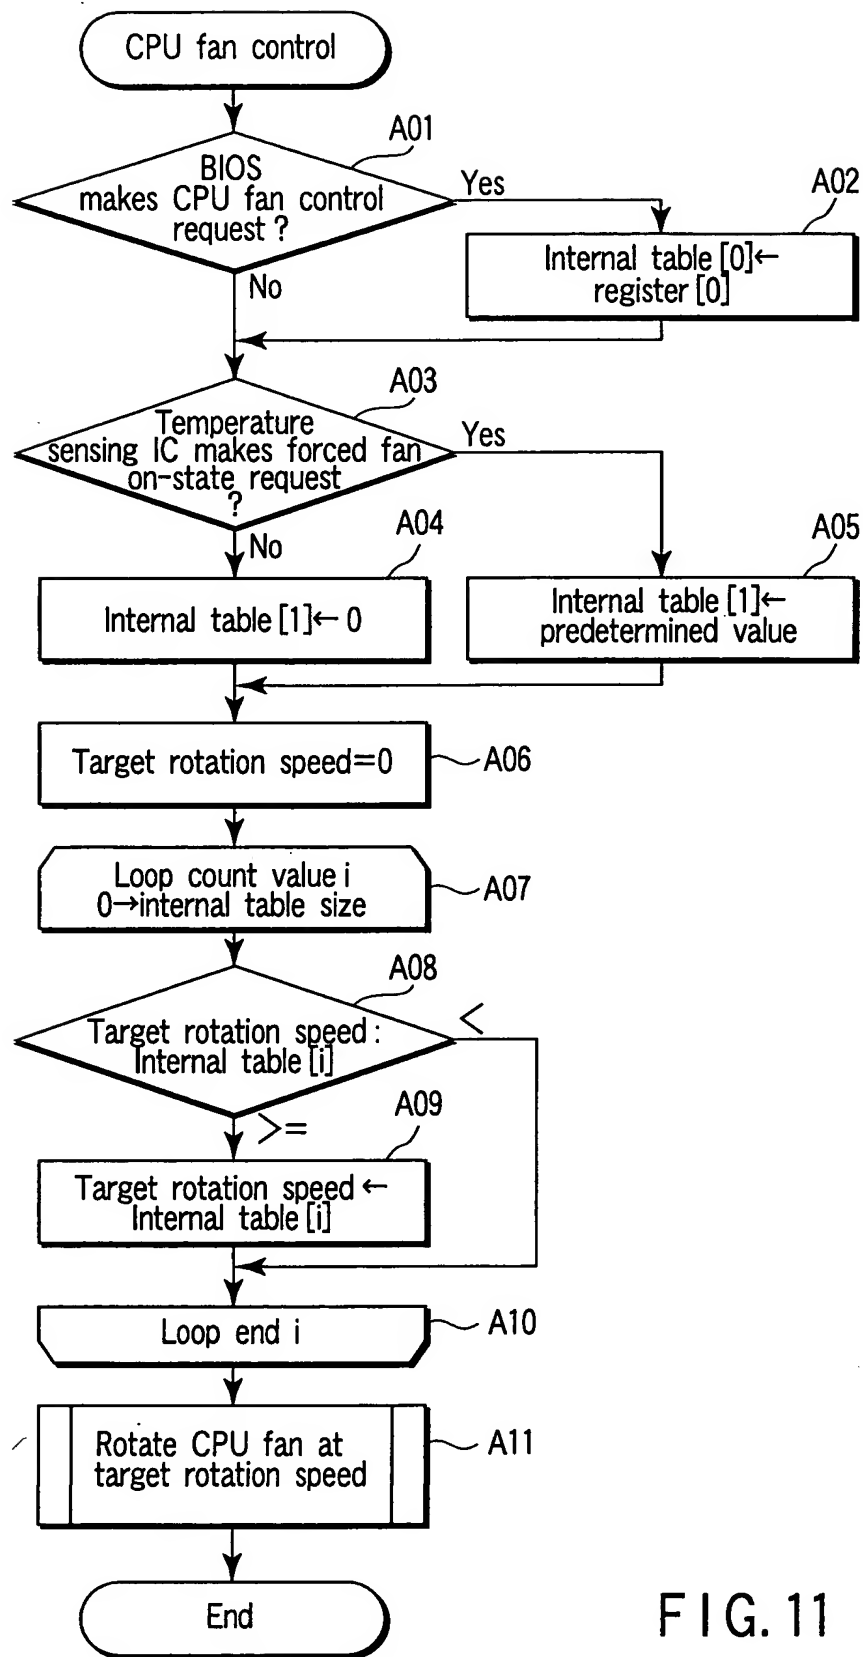 CPU fan control
A01
BIOS
makes CPU fan control
request ?
Yes
A02
Internal table [0]←
register [0]
No
A03
Temperature
sensing IC makes forced fan
on-state request
?
Yes
No
A04
A05
Internal table [1]← 0
Internal table [1]←
predetermined value
Target rotation speed=0
A06
Loop count value i
0→internal table size
A07
A08
Target rotation speed :
Internal table [i]
<
>=
A09
Target rotation speed ←
Internal table [i]
Loop end i
A10
Rotate CPU fan at
target rotation speed
A11
End
FIG. 11